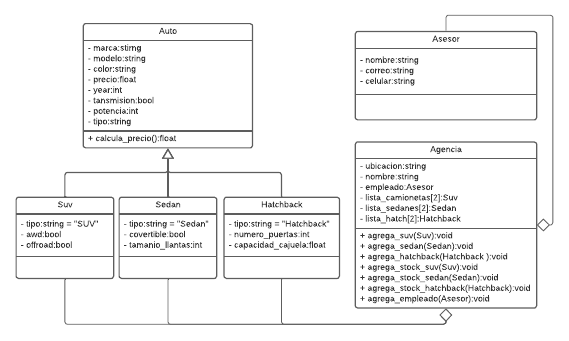 Auto
- marca:stirng
- modelo:string
- color:string
- precio:float
- year:int
- tansmision:bool
- potencia:int
- tipo:string
+ calcula_precio():float
Asesor
- nombre:string
- correo:string
- celular:string
Agencia
- ubicacion:string
- nombre:string
- empleado:Asesor
- lista_camionetas[2]:Suv
- lista_sedanes[2]:Sedan
- lista_hatch[2]:Hatchback
+ agrega_suv(Suv):void
+ agrega_sedan(Sedan):void
+ agrega_hatchback(Hatchback ):void
+ agrega_stock_suv(Suv):void
+ agrega_stock_sedan(Sedan):void
+ agrega_stock_hatchback(Hatchback):void
+ agrega_empleado(Asesor):void
Suv
- tipo:string = "SUV"
- awd:bool
- offroad:bool
Sedan
- tipo:string = "Sedan"
- covertible:bool
- tamanio_llantas:int
Hatchback
- tipo:string = "Hatchback"
- numero_puertas:int
- capacidad_cajuela:float